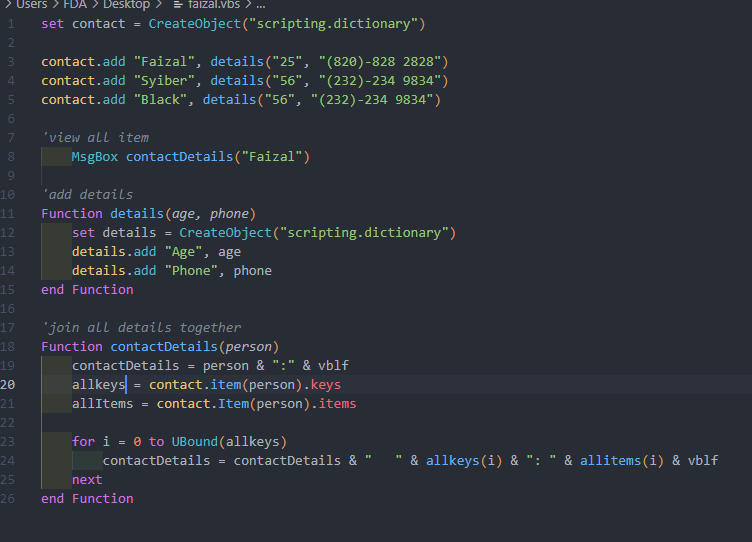 > Users > FDA > Desktop > faizal.vbs > ...
1 set contact = CreateObject("scripting.dictionary")
2
3 contact.add "Faizal", details("25", "(820)-828 2828")
4 contact.add "Syiber", details("56", "(232)-234 9834")
5 contact.add "Black", details("56", "(232)-234 9834")
6
7 'view all item
8     MsgBox contactDetails("Faizal")
9
10 'add details
11 Function details(age, phone)
12     set details = CreateObject("scripting.dictionary")
13     details.add "Age", age
14     details.add "Phone", phone
15 end Function
16
17 'join all details together
18 Function contactDetails(person)
19     contactDetails = person & ":" & vblf
20     allkeys = contact.item(person).keys
21     allItems = contact.Item(person).items
22
23     for i = 0 to UBound(allkeys)
24         contactDetails = contactDetails & "   " & allkeys(i) & ": " & allitems(i) & vblf
25     next
26 end Function